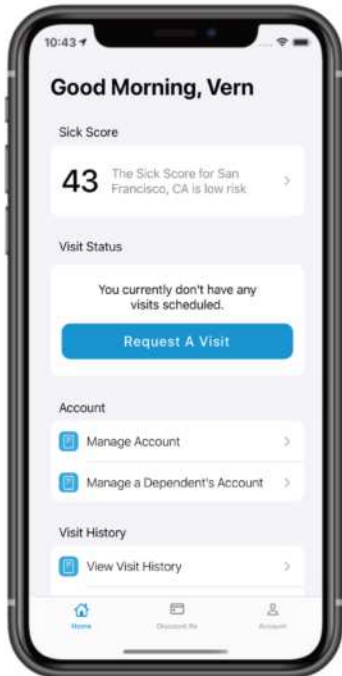 10:43
Good Morning, Vern
Sick Score
43
The Sick Score for San
Francisco, CA is low risk
Visit Status
You currently don't have any
visits scheduled.
Request A Visit
Account
Manage Account
Manage a Dependent's Account
Visit History
View Visit History
Home
Discount Rx
Account